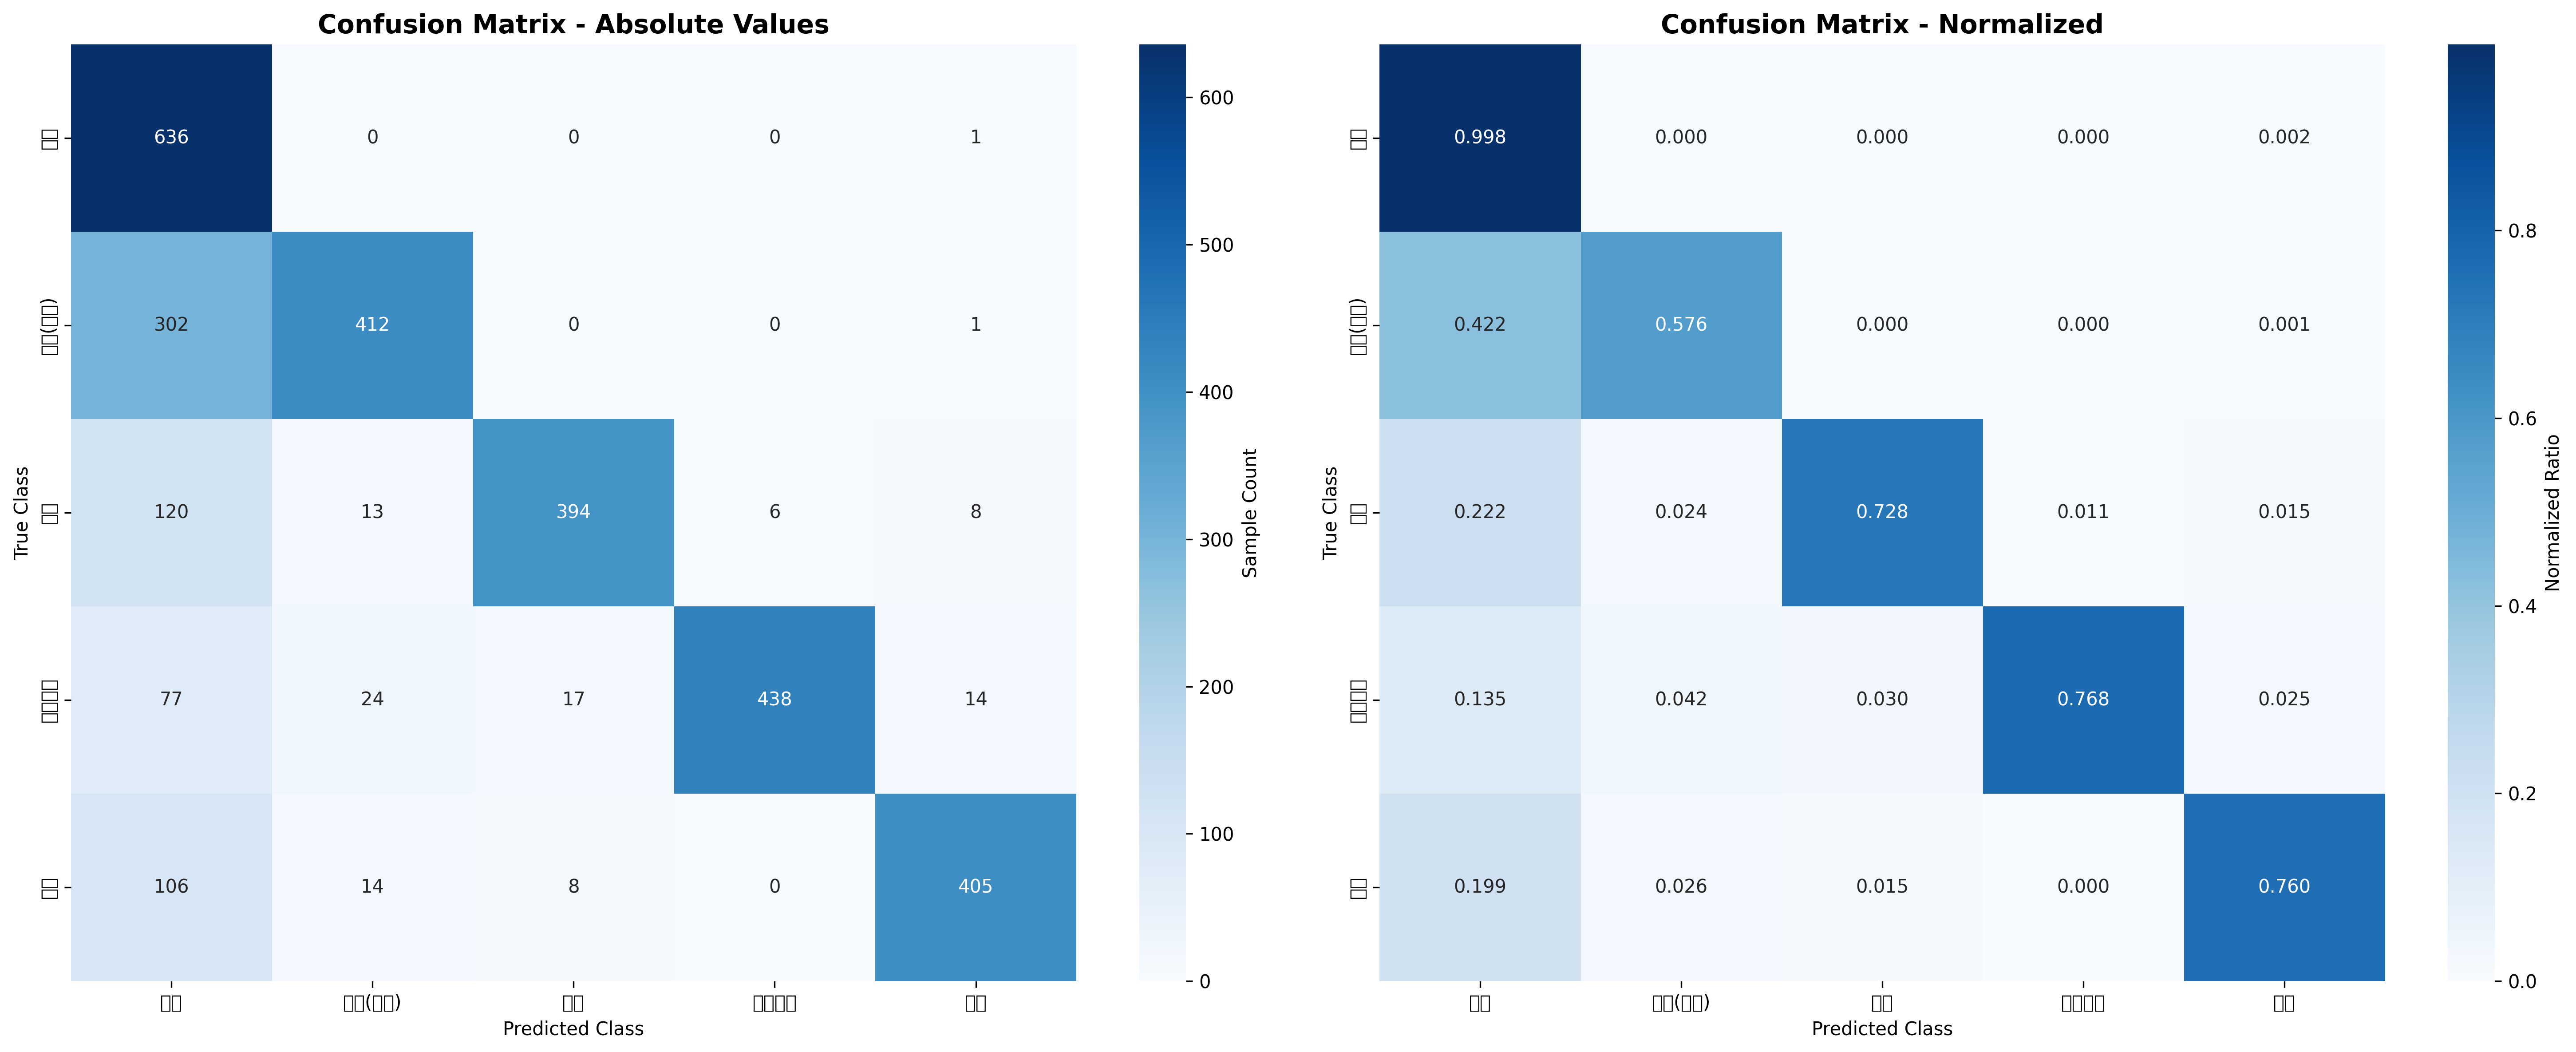 Confusion Matrix - Absolute Values
True Class
636 0 0 0 1
302 412 0 0 1
120 13 394 6 8
77 24 17 438 14
106 14 8 0 405
Predicted Class
600
500
400
300
200
100
0
Sample Count
Confusion Matrix - Normalized
True Class
0.998 0.000 0.000 0.000 0.002
0.422 0.576 0.000 0.000 0.001
0.222 0.024 0.728 0.011 0.015
0.135 0.042 0.030 0.768 0.025
0.199 0.026 0.015 0.000 0.760
Predicted Class
0.8
0.6
0.4
0.2
0.0
Normalized Ratio